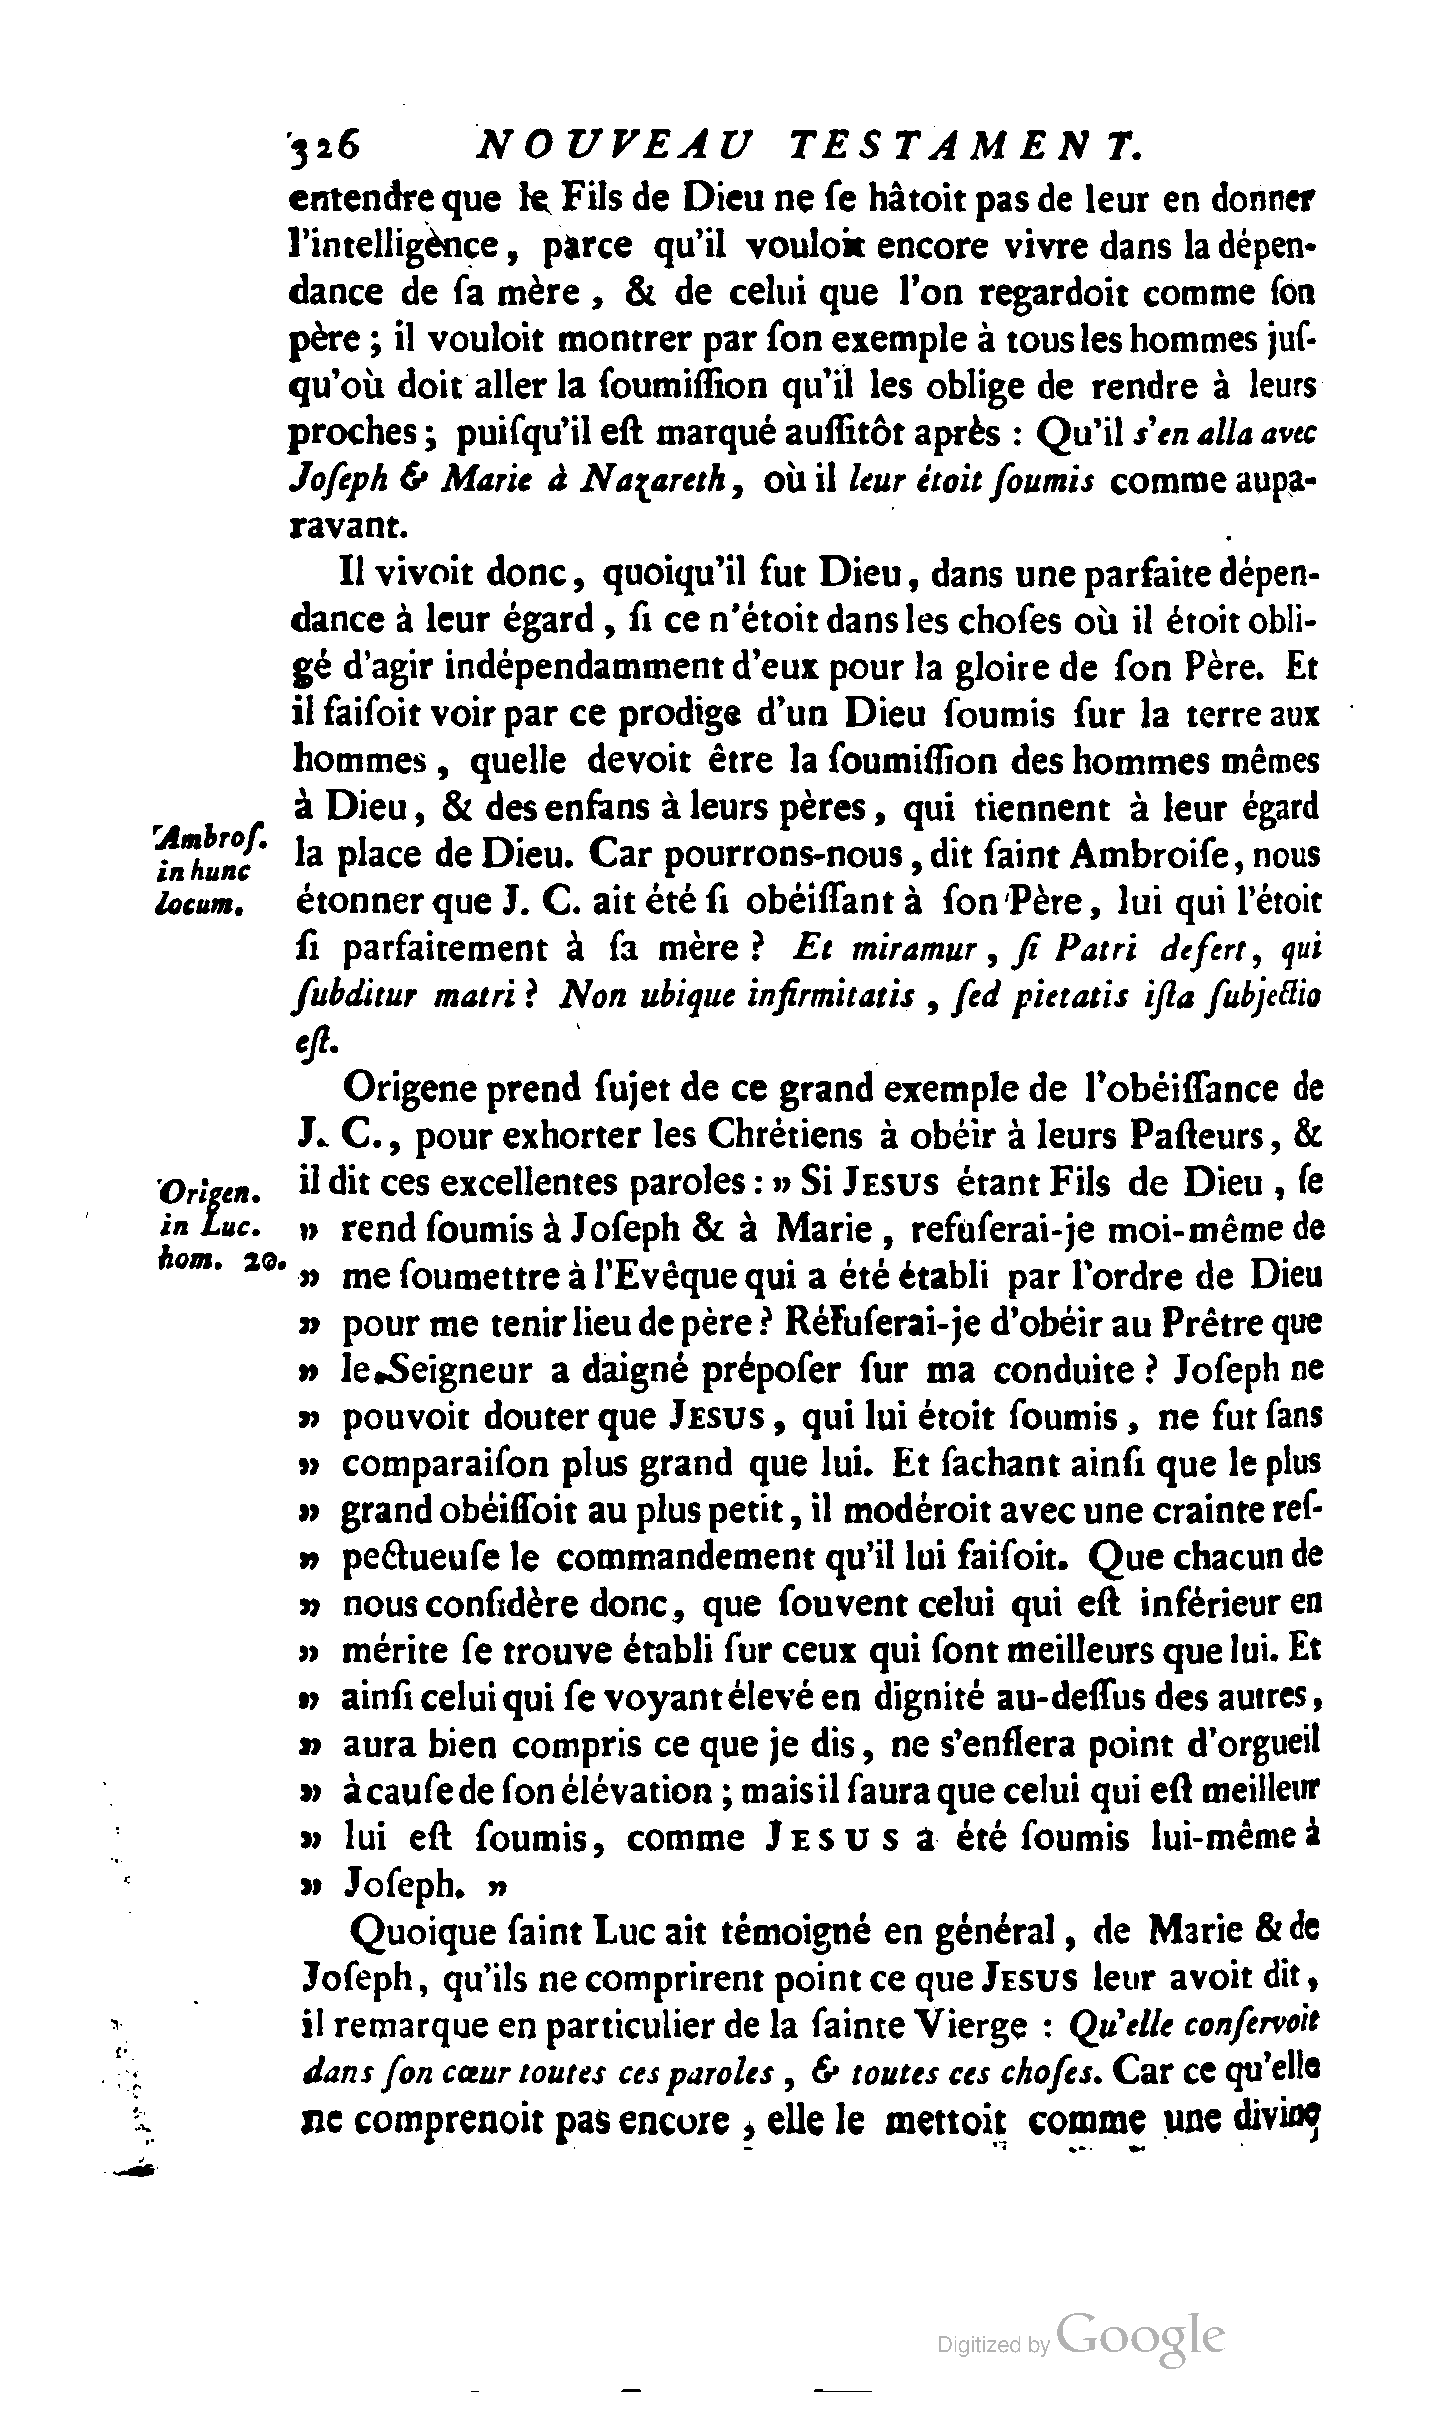 326 NOUVEAU TESTAMENT.
entendre que le Fils de Dieu ne ſe hâtoit pas de leur en donner
l'intelligènce, parce qu'il vouloit encore vivre dans la dépen-
dance de ſa mère, & de celui que l'on regardoit comme ſon
père; il vouloit montrer par ſon exemple à tous les hommes juſ-
qu'où doit aller la ſoumiſſion qu'il les oblige de rendre à leurs
proches; puiſqu'il eſt marqué auſſitôt après : Qu'il s'en alla avec
Joſeph & Marie à Nazareth, où il leur étoit ſoumis comme aupa-
ravant.
Il vivoit donc, quoiqu'il fut Dieu, dans une parfaite dépen-
dance à leur égard, ſi ce n'étoit dans les choſes où il étoit obli-
gé d'agir indépendamment d'eux pour la gloire de ſon Père. Et
il faiſoit voir par ce prodige d'un Dieu ſoumis ſur la terre aux
hommes, quelle devoit être la ſoumiſſion des hommes mêmes
à Dieu, & des enfans à leurs pères, qui tiennent à leur égard
Ambroſ.
in hunc
locum.
la place de Dieu. Car pourrons-nous, dit ſaint Ambroiſe, nous
étonner que J. C. ait été ſi obéiſſant à ſon Père, lui qui l'étoit
ſi parfaitement à ſa mère? Et miramur, ſi Patri defert, qui
ſubditur matri? Non ubique infirmitatis, ſed pietatis iſta ſubjectio
eſt.
Origene prend ſujet de ce grand exemple de l'obéiſſance de
J. C., pour exhorter les Chrétiens à obéir à leurs Paſteurs, &
Origen.
in Luc.
hom. 20.
il dit ces excellentes paroles : » Si JESUS étant Fils de Dieu, ſe
» rend ſoumis à Joſeph & à Marie, refuſerai-je moi-même de
» me ſoumettre à l'Evêque qui a été établi par l'ordre de Dieu
» pour me tenir lieu de père? Refuſerai-je d'obéir au Prêtre que
» le Seigneur a daigné prépoſer ſur ma conduite? Joſeph ne
» pouvoit douter que JESUS, qui lui étoit ſoumis, ne fut ſans
» comparaiſon plus grand que lui. Et ſachant ainſi que le plus
» grand obéiſſoit au plus petit, il modéroit avec une crainte reſ-
» pectueuſe le commandement qu'il lui faiſoit. Que chacun de
» nous conſidère donc, que ſouvent celui qui eſt inférieur en
» mérite ſe trouve établi ſur ceux qui ſont meilleurs que lui. Et
» ainſi celui qui ſe voyant élevé en dignité au-deſſus des autres,
» aura bien compris ce que je dis, ne s'enflera point d'orgueil
» à cauſe de ſon élévation; mais il ſaura que celui qui eſt meilleur
» lui eſt ſoumis, comme JESUS a été ſoumis lui-même à
» Joſeph. »
Quoique ſaint Luc ait témoigné en général, de Marie & de
Joſeph, qu'ils ne comprirent point ce que JESUS leur avoit dit,
il remarque en particulier de la ſainte Vierge : Qu'elle conſervoit
dans ſon cœur toutes ces paroles, & toutes ces choſes. Car ce qu'elle
ne comprenoit pas encore, elle le mettoit comme une divine
Digitized by Google